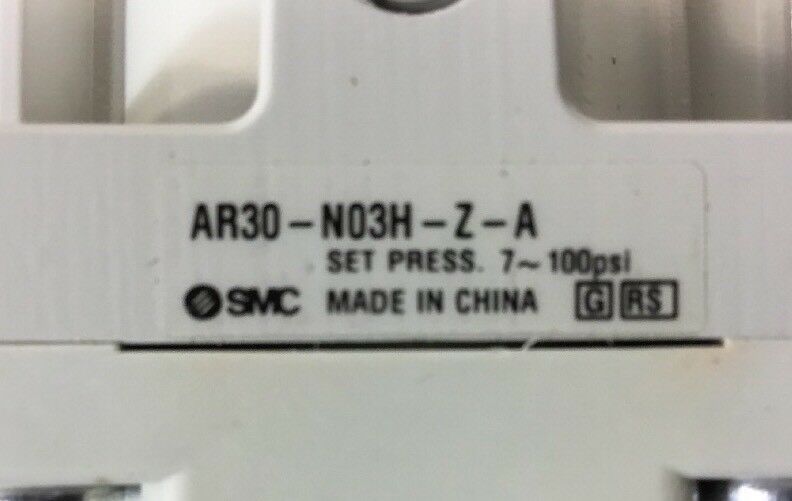 AR30-N03H-Z-A
SET PRESS. 7~100psi
SMC MADE IN CHINA G RS